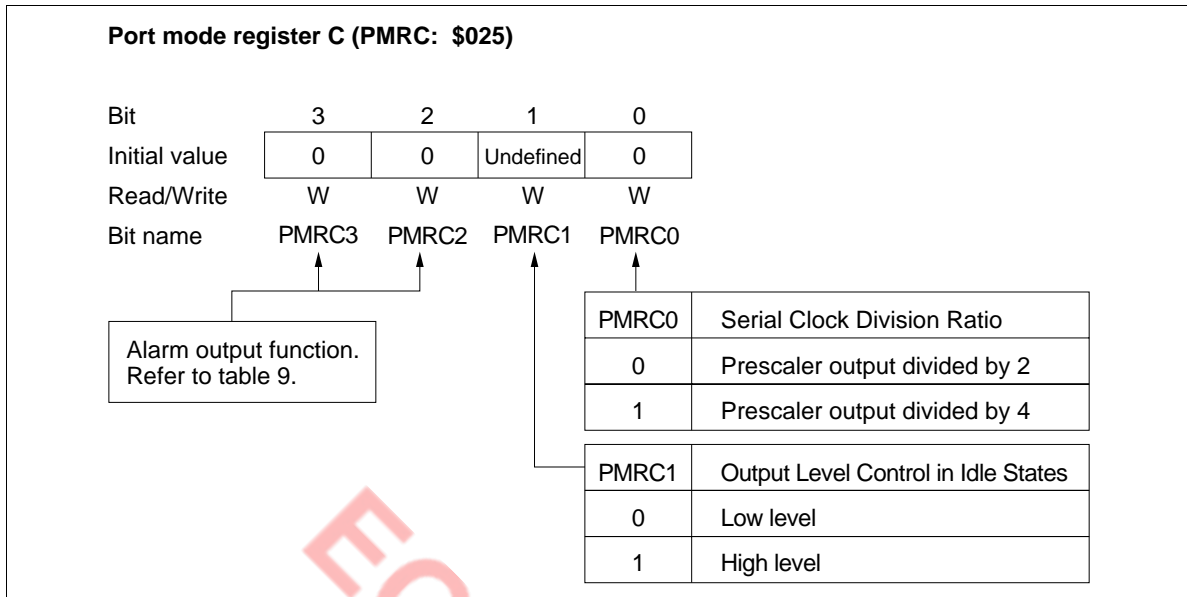 Port mode register C (PMRC: $025)
Bit 3 2 1 0
Initial value 0 0 Undefined 0
Read/Write W W W W
Bit name PMRC3 PMRC2 PMRC1 PMRC0
Alarm output function.
Refer to table 9.
PMRC0 Serial Clock Division Ratio
0 Prescaler output divided by 2
1 Prescaler output divided by 4
PMRC1 Output Level Control in Idle States
0 Low level
1 High level